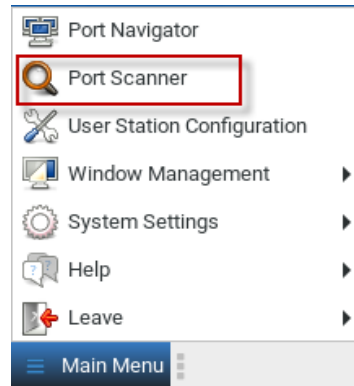 Port Navigator
Port Scanner
User Station Configuration
Window Management
System Settings
Help
Leave
Main Menu